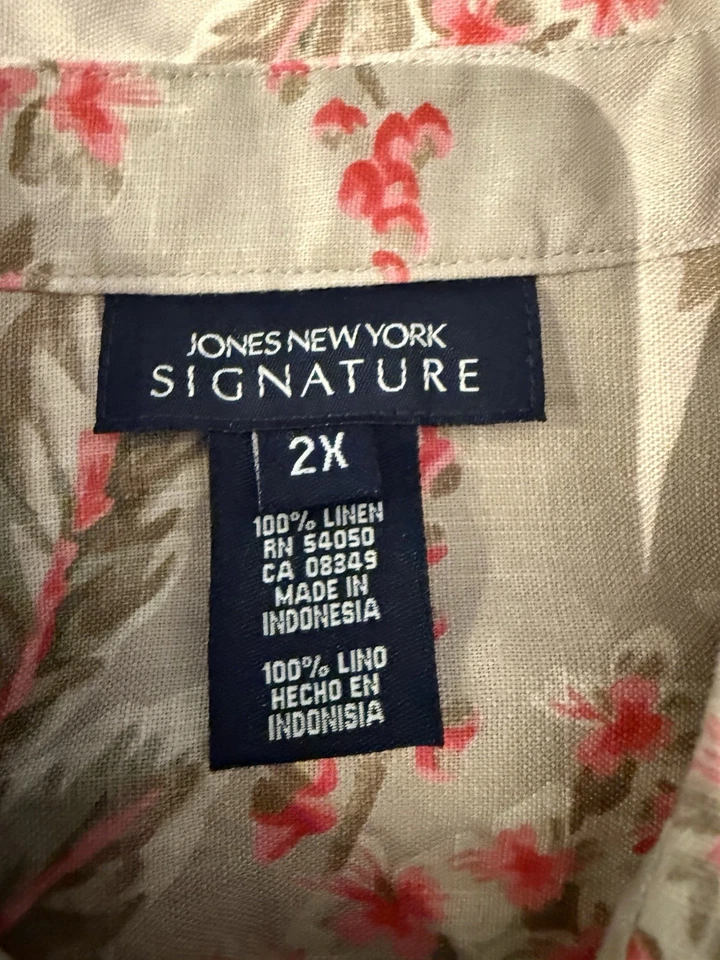 JONES NEW YORK
SIGNATURE
2X
100% LINEN
RN 54050
CA 08349
MADE IN
INDONESIA
100% LINO
HECHO EN
INDONISIA